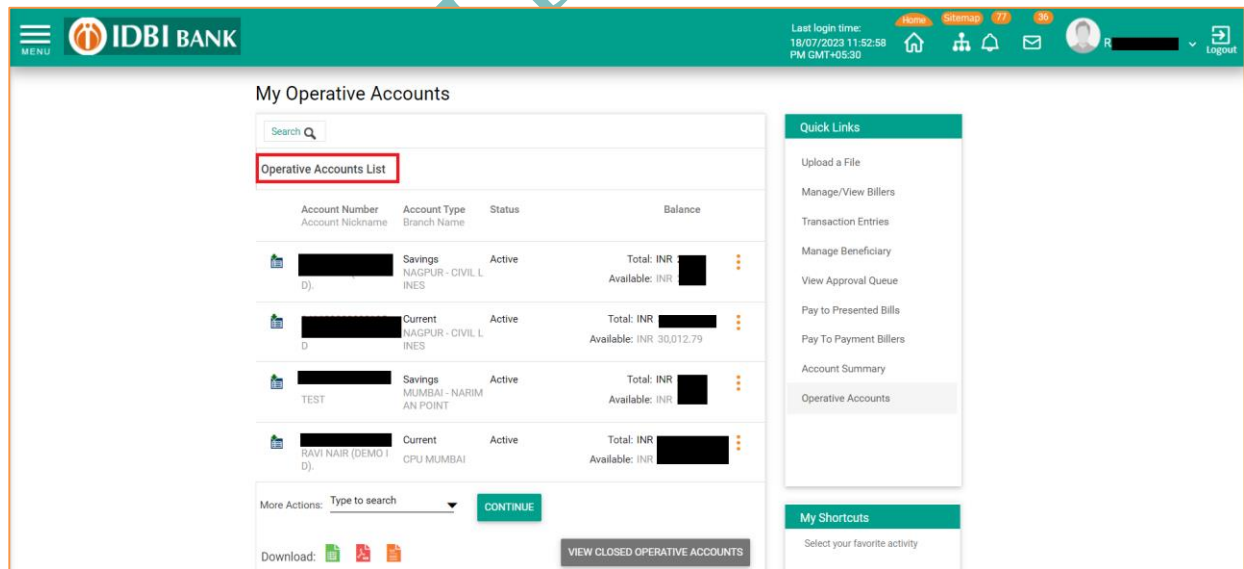 MENU
IDBI BANK
Last login time:
18/07/2023 11:52:58
PM GMT+05:30
Home
Sitemap
77
36
R
Logout
My Operative Accounts
Search
Operative Accounts List
Account Number Account Type Status Balance
Account Nickname Branch Name
Savings Active Total: INR
NAGPUR - CIVIL L Available: INR
D). INES
Current Active Total: INR
NAGPUR - CIVIL L Available: INR 30,012.79
D INES
Savings Active Total: INR
MUMBAI - NARIM
TEST AN POINT Available: INR
Current Active Total: INR
RAVI NAIR (DEMO I CPU MUMBAI Available: INR
D).
More Actions: Type to search CONTINUE
Download: VIEW CLOSED OPERATIVE ACCOUNTS
Quick Links
Upload a File
Manage/View Billers
Transaction Entries
Manage Beneficiary
View Approval Queue
Pay to Presented Bills
Pay To Payment Billers
Account Summary
Operative Accounts
My Shortcuts
Select your favorite activity